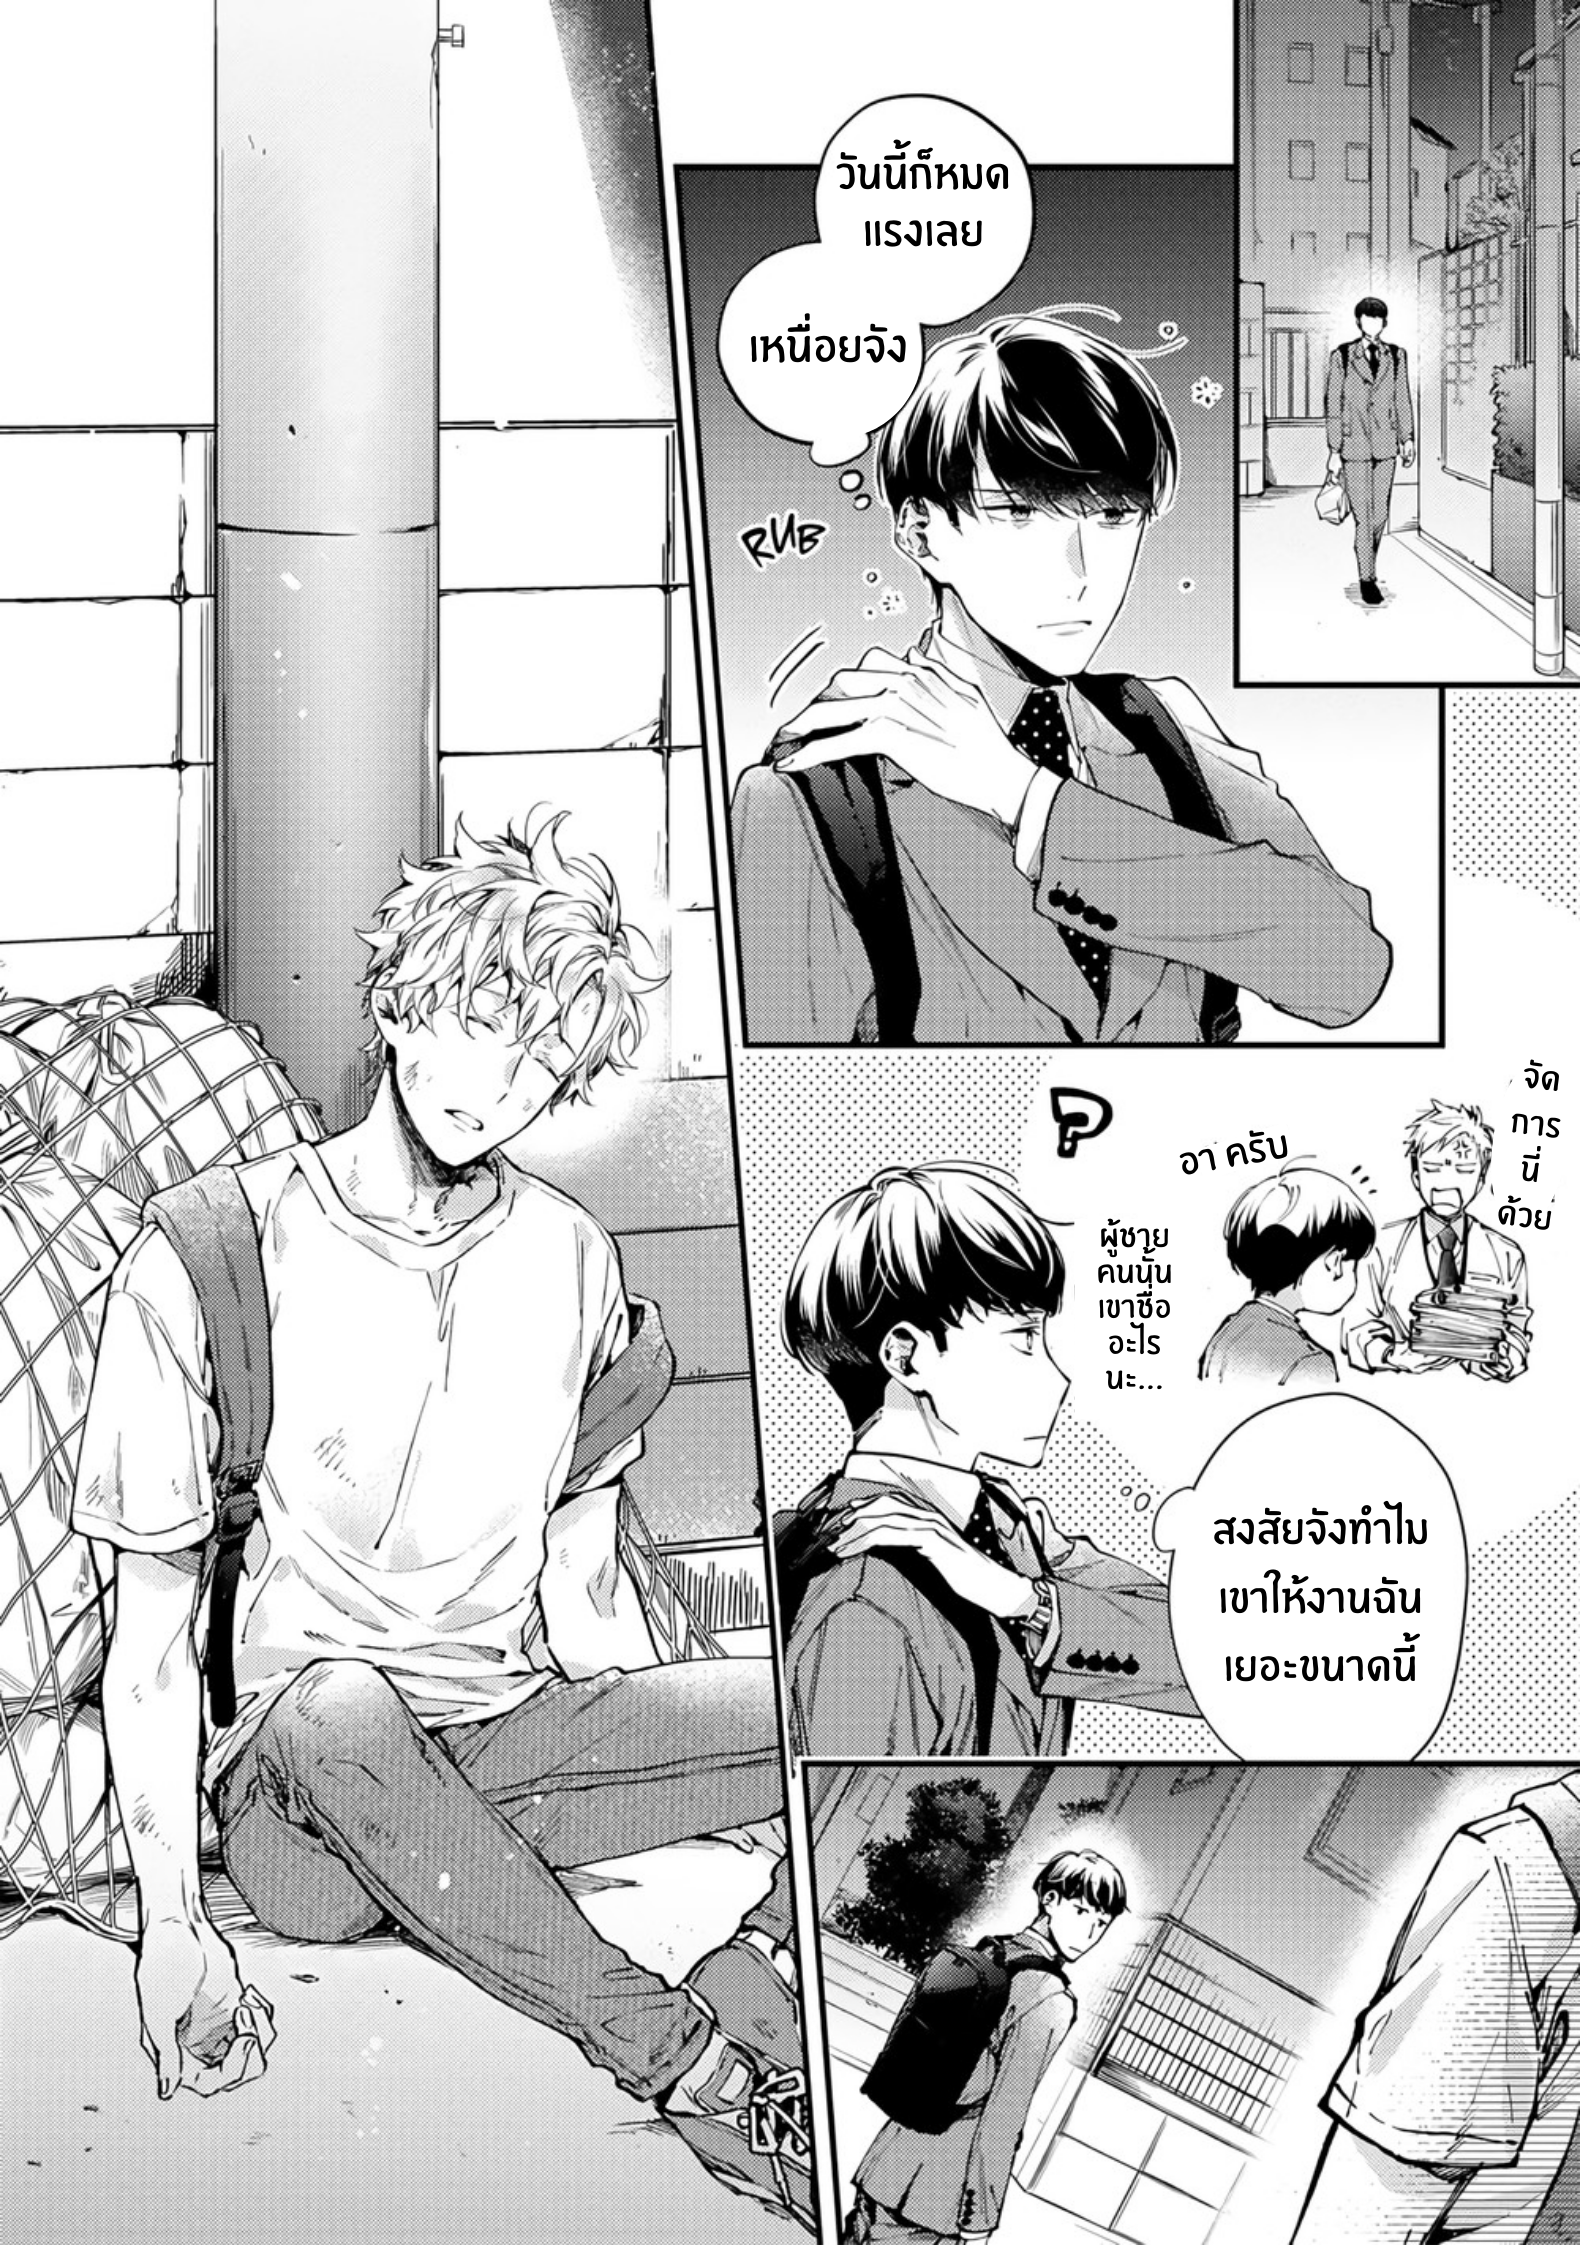 วันนี้ก็หมด
แรงเลย
เหนื่อยจัง
RUB
จัด
การ
นี่
ด้วย
อา ครับ
?
ผู้ชาย
คนนั้น
เขาชื่อ
อะไร
นะ...
สงสัยจังทำไม
เขาให้งานฉัน
เยอะขนาดนี้